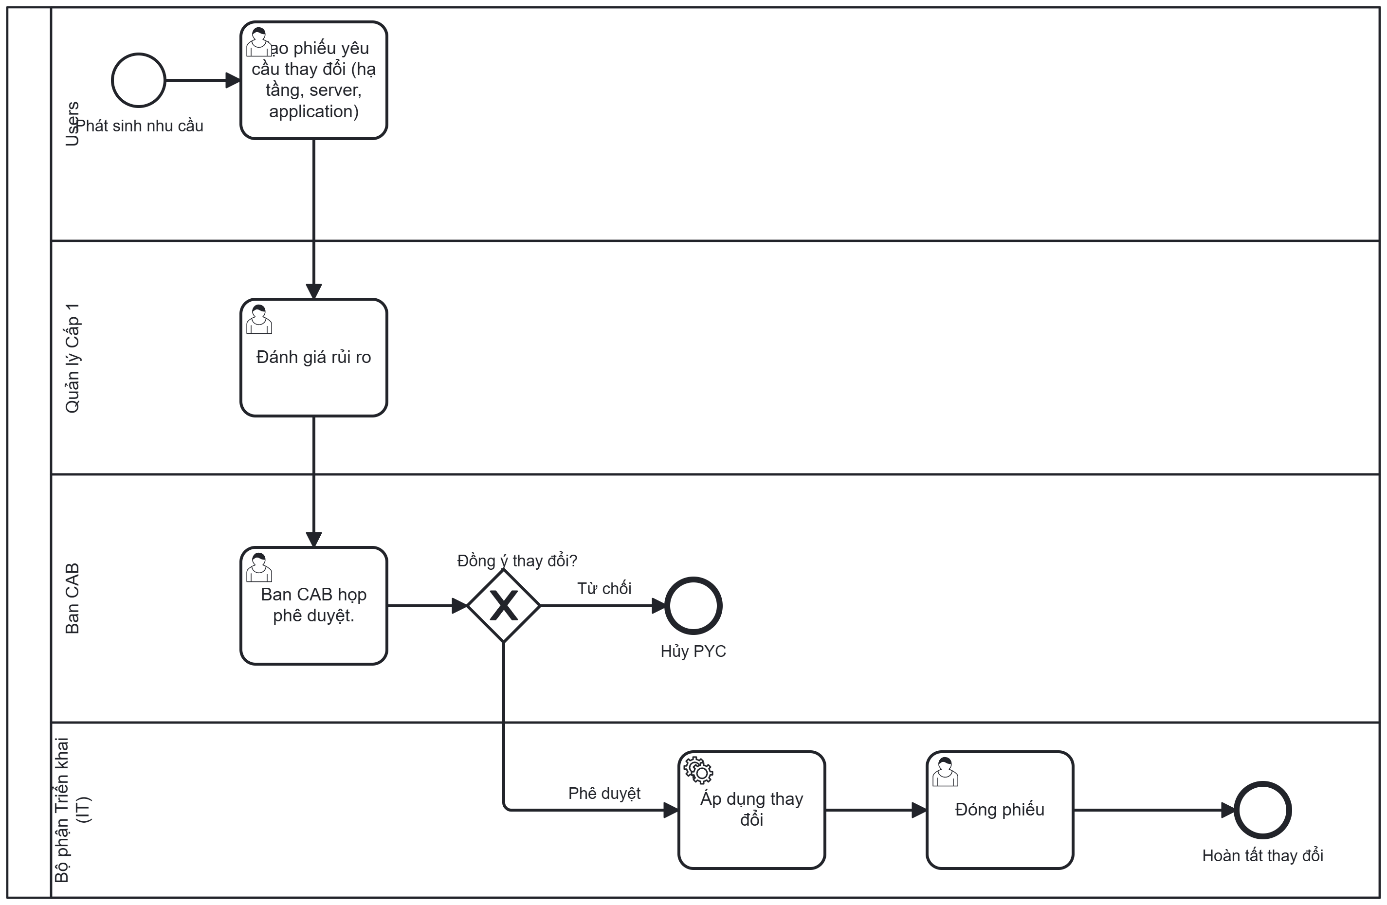 Users
Phát sinh nhu cầu
ạo phiếu yêu
cầu thay đổi (hạ
tầng, server,
application)
Quản lý Cấp 1
Đánh giá rủi ro
Ban CAB
Ban CAB họp
phê duyệt.
Đồng ý thay đổi?
Từ chối
Hủy PYC
Bộ phận Triển khai
(IT)
Phê duyệt
Áp dụng thay
đổi
Đóng phiếu
Hoàn tất thay đổi